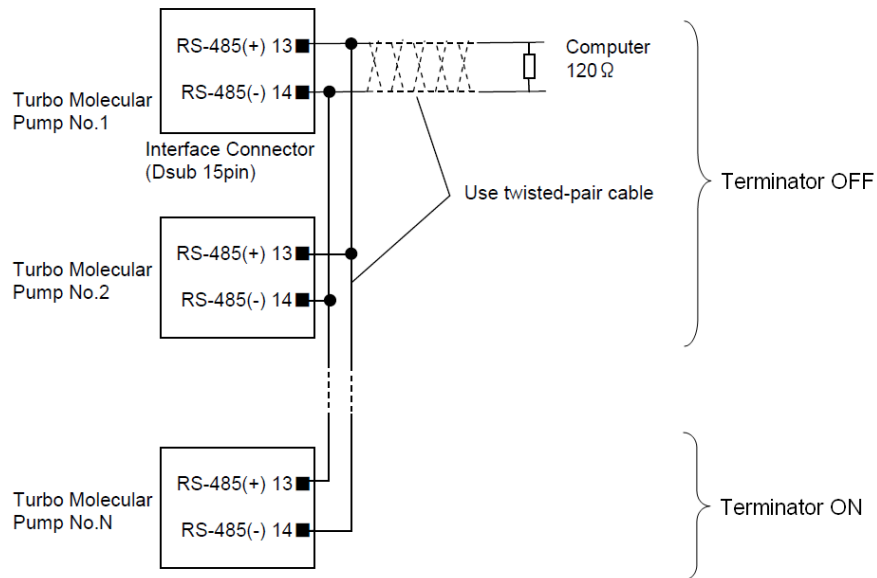 RS-485(+) 13
RS-485(-) 14
Turbo Molecular
Pump No.1
Interface Connector
(Dsub 15pin)
Computer
120Ω
Use twisted-pair cable
Terminator OFF
RS-485(+) 13
RS-485(-) 14
Turbo Molecular
Pump No.2
RS-485(+) 13
RS-485(-) 14
Turbo Molecular
Pump No.N
Terminator ON